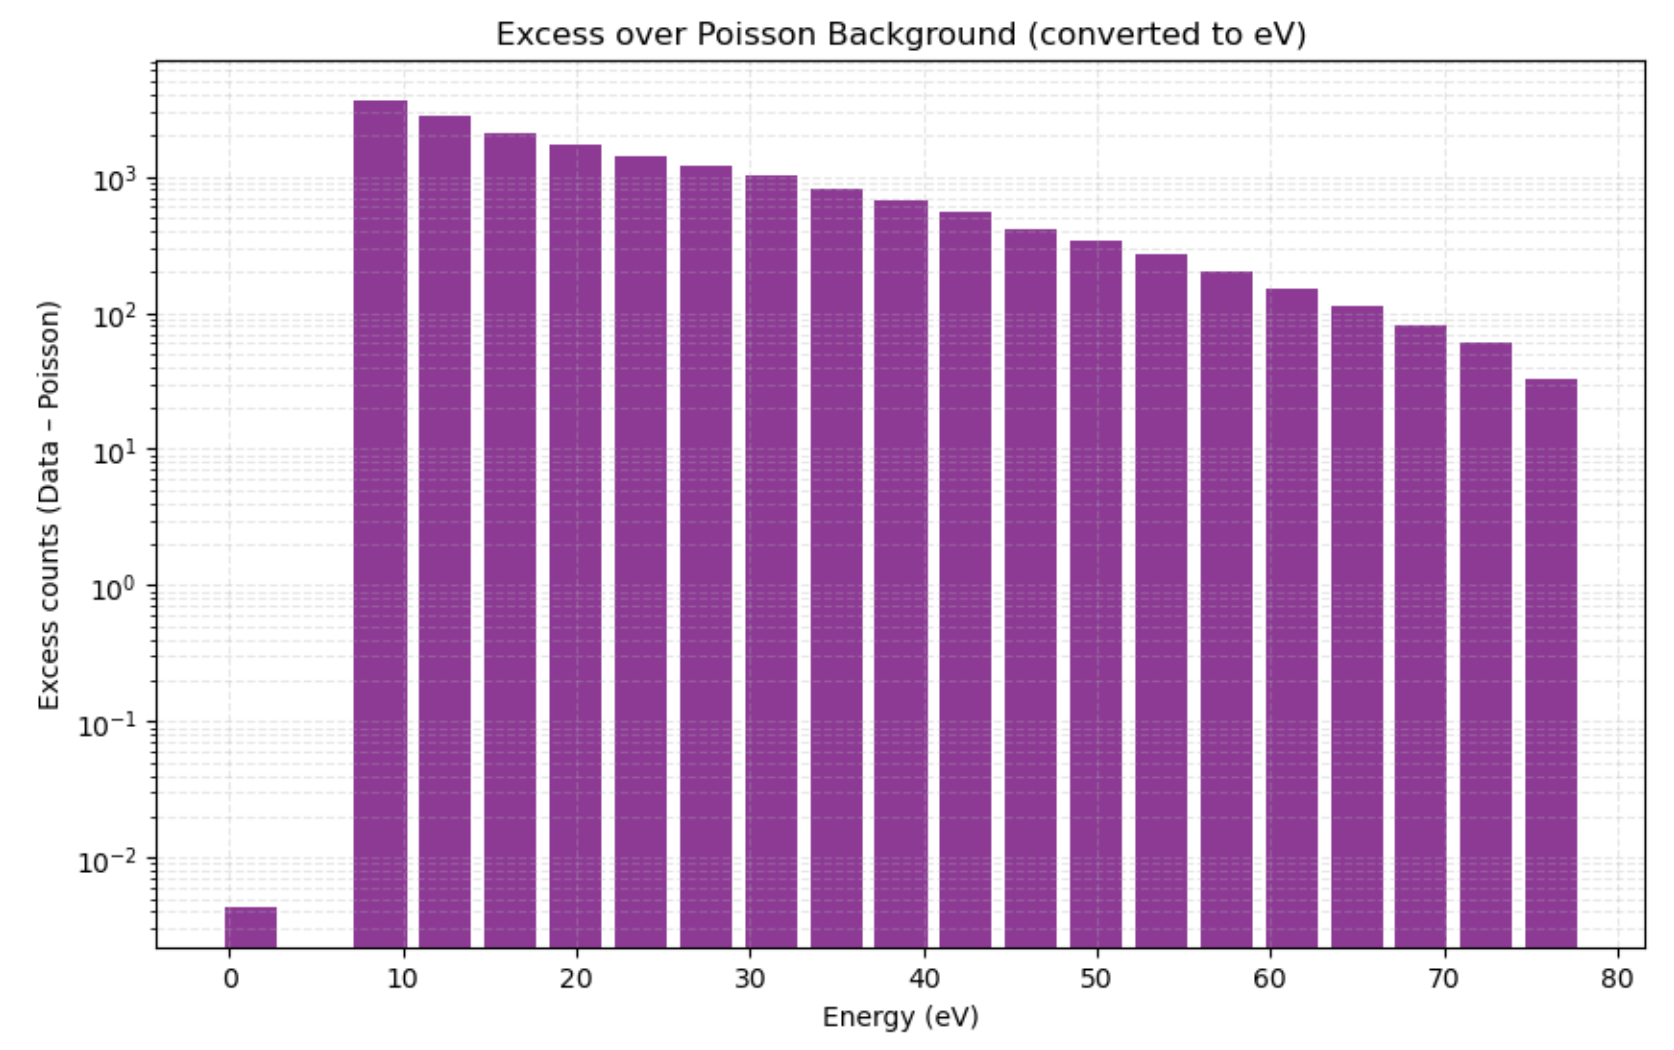 Excess over Poisson Background (converted to eV)
Excess counts (Data – Poisson)
10³
10²
10¹
10⁰
10⁻¹
10⁻²
0 10 20 30 40 50 60 70 80
Energy (eV)